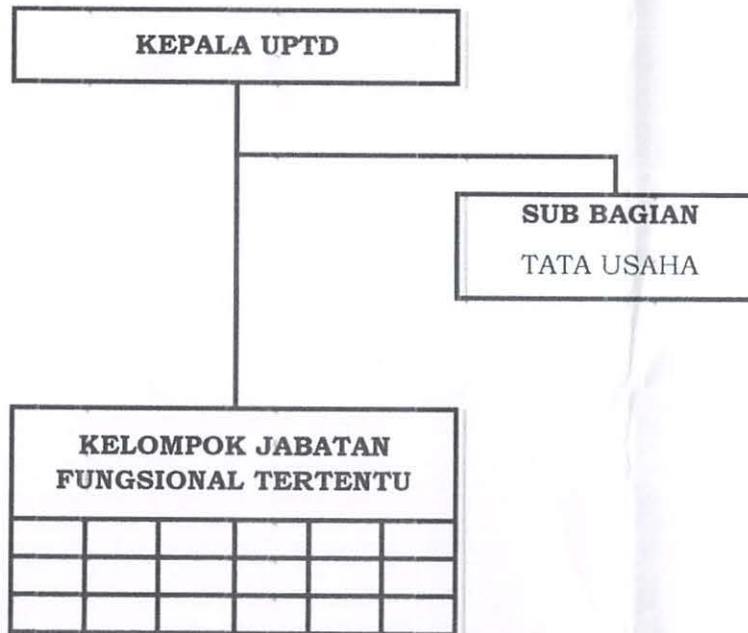 KEPALA UPTD
SUB BAGIAN
TATA USAHA
KELOMPOK JABATAN
FUNGSIONAL TERTENTU